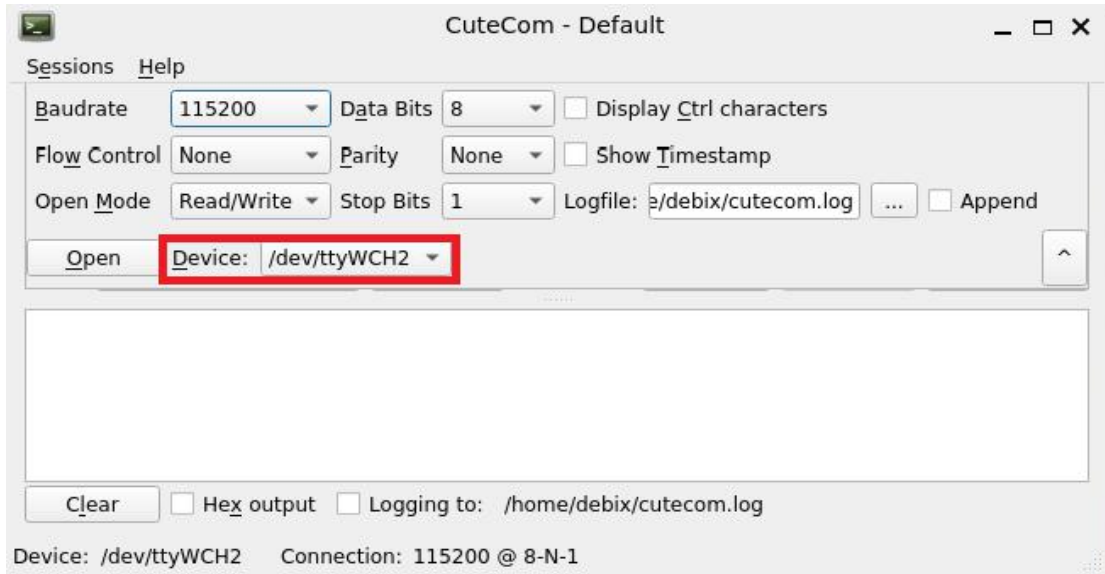 CuteCom - Default
Sessions Help
Baudrate 115200 Data Bits 8 Display Ctrl characters
Flow Control None Parity None Show Timestamp
Open Mode Read/Write Stop Bits 1 Logfile: e/debix/cutecom.log ... Append
Open Device: /dev/ttyWCH2
Clear Hex output Logging to: /home/debix/cutecom.log
Device: /dev/ttyWCH2 Connection: 115200 @ 8-N-1